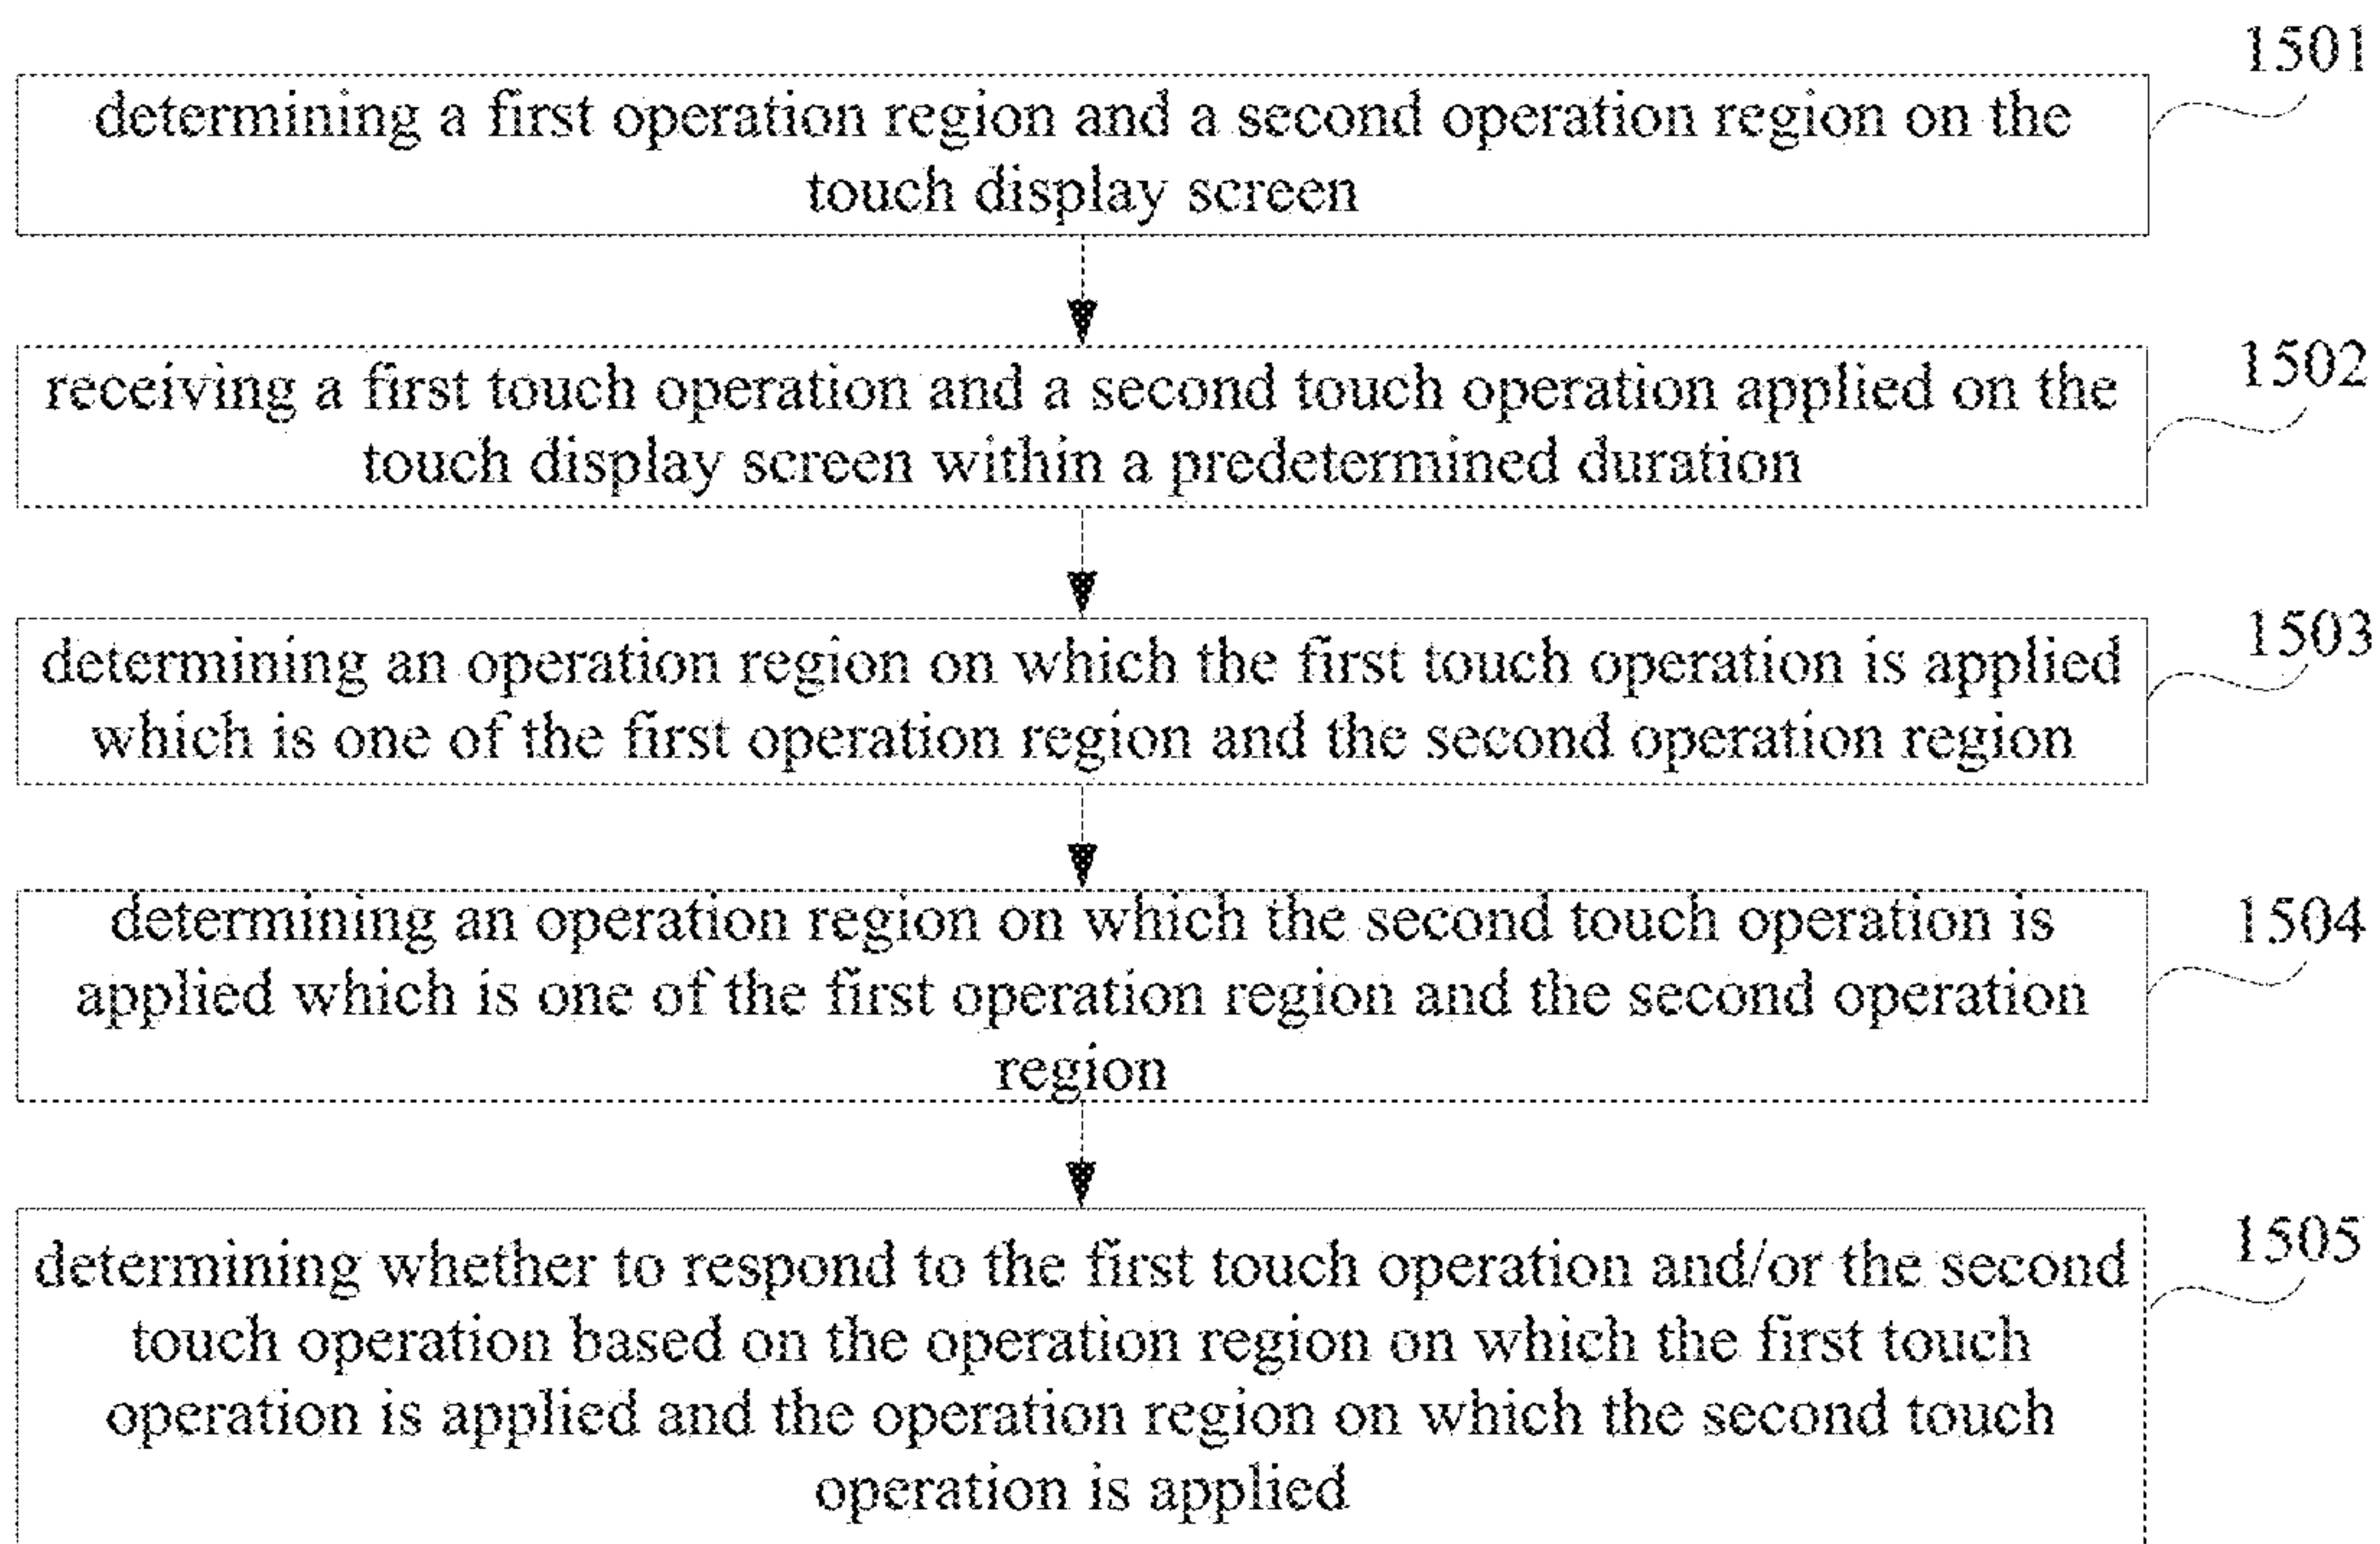 1501
determining a first operation region and a second operation region on the
touch display screen
1502
receiving a first touch operation and a second touch operation applied on the
touch display screen within a predetermined duration
1503
determining an operation region on which the first touch operation is applied
which is one of the first operation region and the second operation region
1504
determining an operation region on which the second touch operation is
applied which is one of the first operation region and the second operation
region
1505
determining whether to respond to the first touch operation and/or the second
touch operation based on the operation region on which the first touch
operation is applied and the operation region on which the second touch
operation is applied